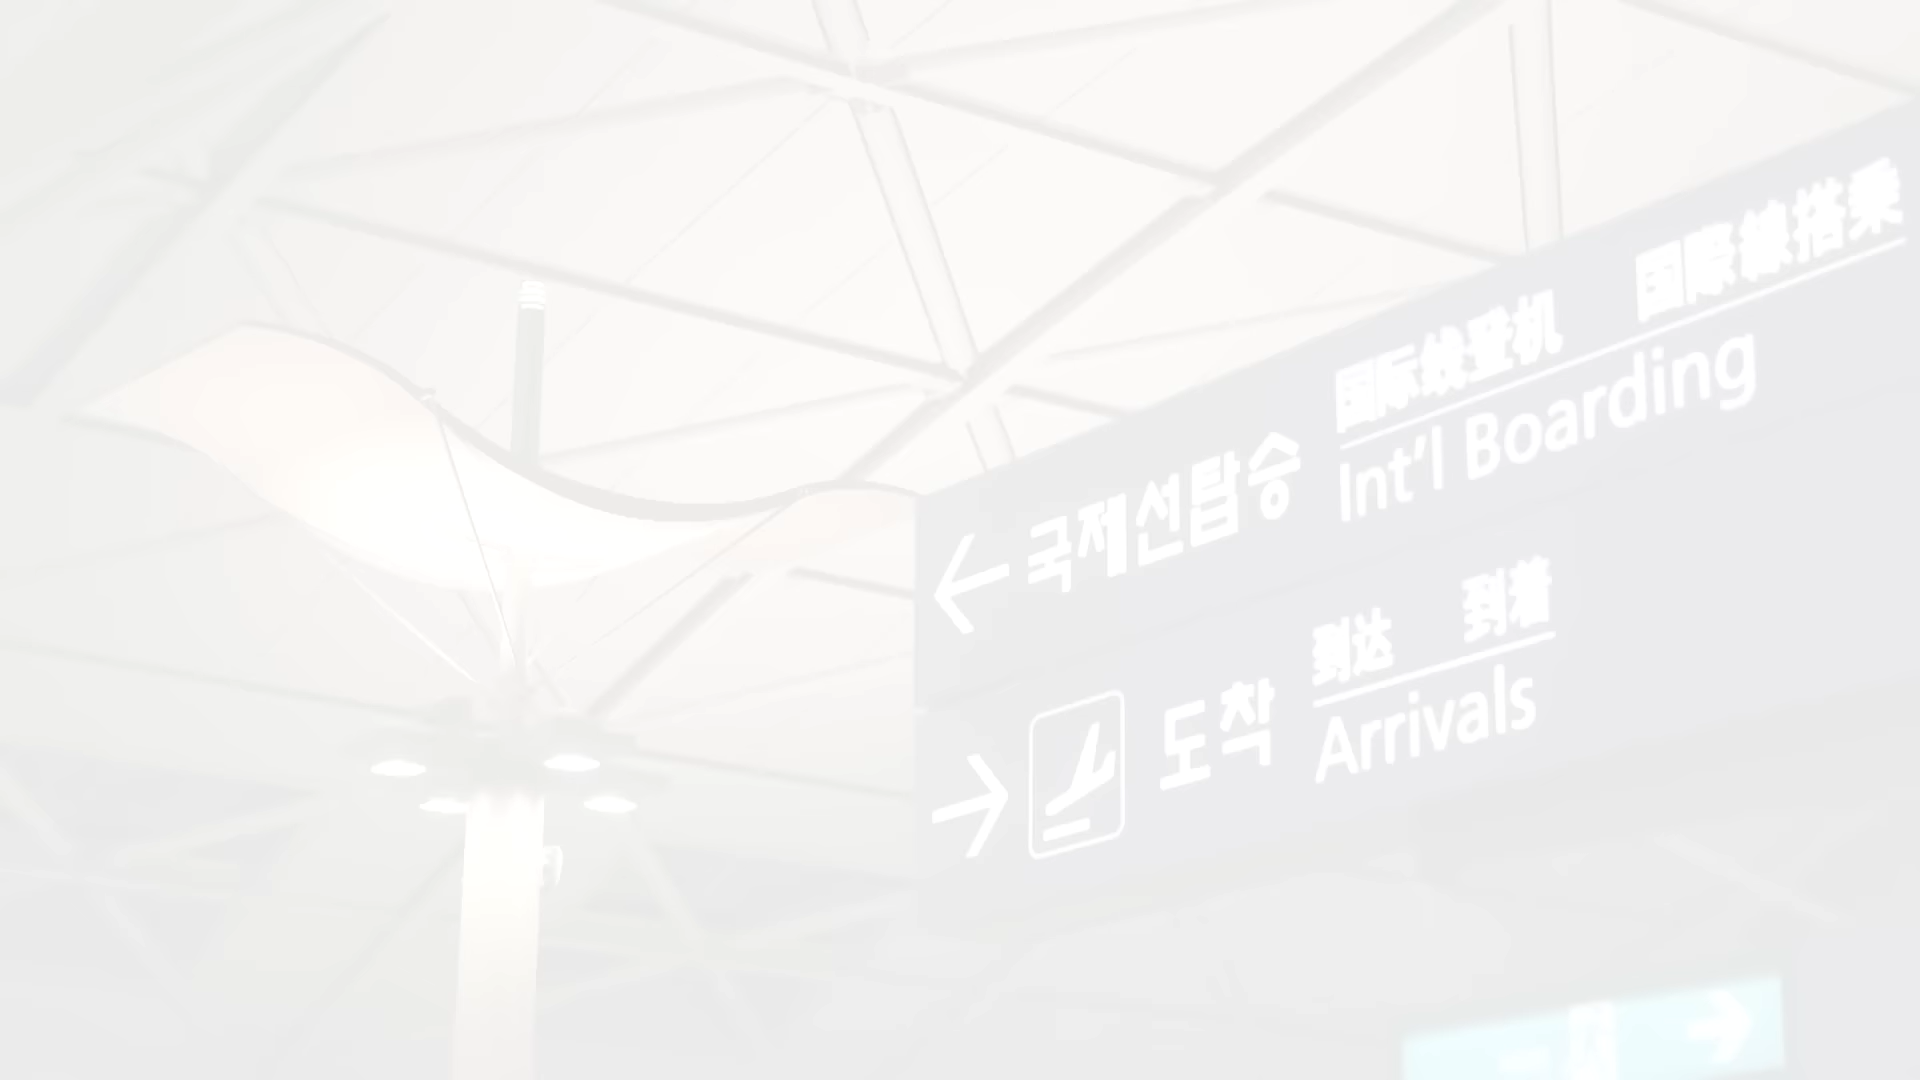 国际线登机 国際線搭乗
← 국제선탑승 Int'l Boarding
到达 到着
→ 도착 Arrivals